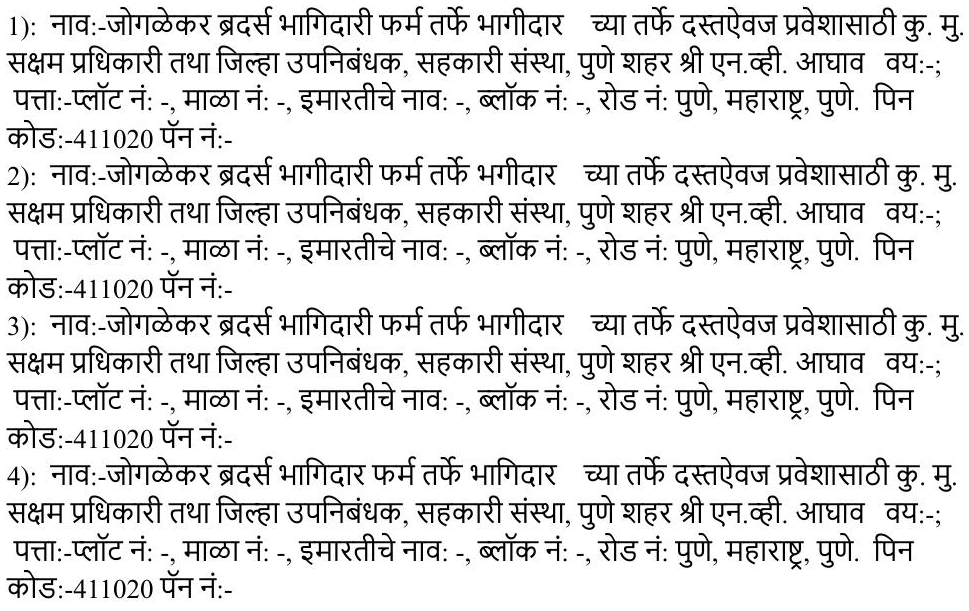 1): नाव:-जोगळेकर ब्रदर्स भागिदारी फर्म तर्फे भागीदार च्या तर्फे दस्तऐवज प्रवेशासाठी कु. मु.
सक्षम प्रधिकारी तथा जिल्हा उपनिबंधक, सहकारी संस्था, पुणे शहर श्री एन.व्ही. आघाव वय:-;
पत्ता:-प्लॉट नं: -, माळा नं: -, इमारतीचे नाव: -, ब्लॉक नं: -, रोड नं: पुणे, महाराष्ट्र, पुणे. पिन
कोड:-411020 पॅन नं:-
2): नाव:-जोगळेकर ब्रदर्स भागीदारी फर्म तर्फे भगीदार च्या तर्फे दस्तऐवज प्रवेशासाठी कु. मु.
सक्षम प्रधिकारी तथा जिल्हा उपनिबंधक, सहकारी संस्था, पुणे शहर श्री एन.व्ही. आघाव वय:-;
पत्ता:-प्लॉट नं: -, माळा नं: -, इमारतीचे नाव: -, ब्लॉक नं: -, रोड नं: पुणे, महाराष्ट्र, पुणे. पिन
कोड:-411020 पॅन नं:-
3): नाव:-जोगळेकर ब्रदर्स भागिदारी फर्म तर्फ भागीदार च्या तर्फे दस्तऐवज प्रवेशासाठी कु. मु.
सक्षम प्रधिकारी तथा जिल्हा उपनिबंधक, सहकारी संस्था, पुणे शहर श्री एन.व्ही. आघाव वय:-;
पत्ता:-प्लॉट नं: -, माळा नं: -, इमारतीचे नाव: -, ब्लॉक नं: -, रोड नं: पुणे, महाराष्ट्र, पुणे. पिन
कोड:-411020 पॅन नं:-
4): नाव:-जोगळेकर ब्रदर्स भागिदार फर्म तर्फे भागिदार च्या तर्फे दस्तऐवज प्रवेशासाठी कु. मु.
सक्षम प्रधिकारी तथा जिल्हा उपनिबंधक, सहकारी संस्था, पुणे शहर श्री एन.व्ही. आघाव वय:-;
पत्ता:-प्लॉट नं: -, माळा नं: -, इमारतीचे नाव: -, ब्लॉक नं: -, रोड नं: पुणे, महाराष्ट्र, पुणे. पिन
कोड:-411020 पॅन नं:-